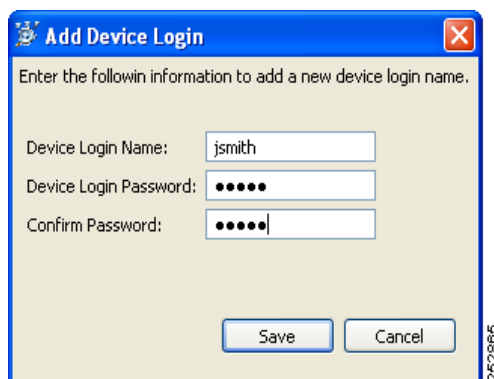 Add Device Login
Enter the followin information to add a new device login name.
Device Login Name: jsmith
Device Login Password: •••••
Confirm Password: •••••
Save Cancel
252865